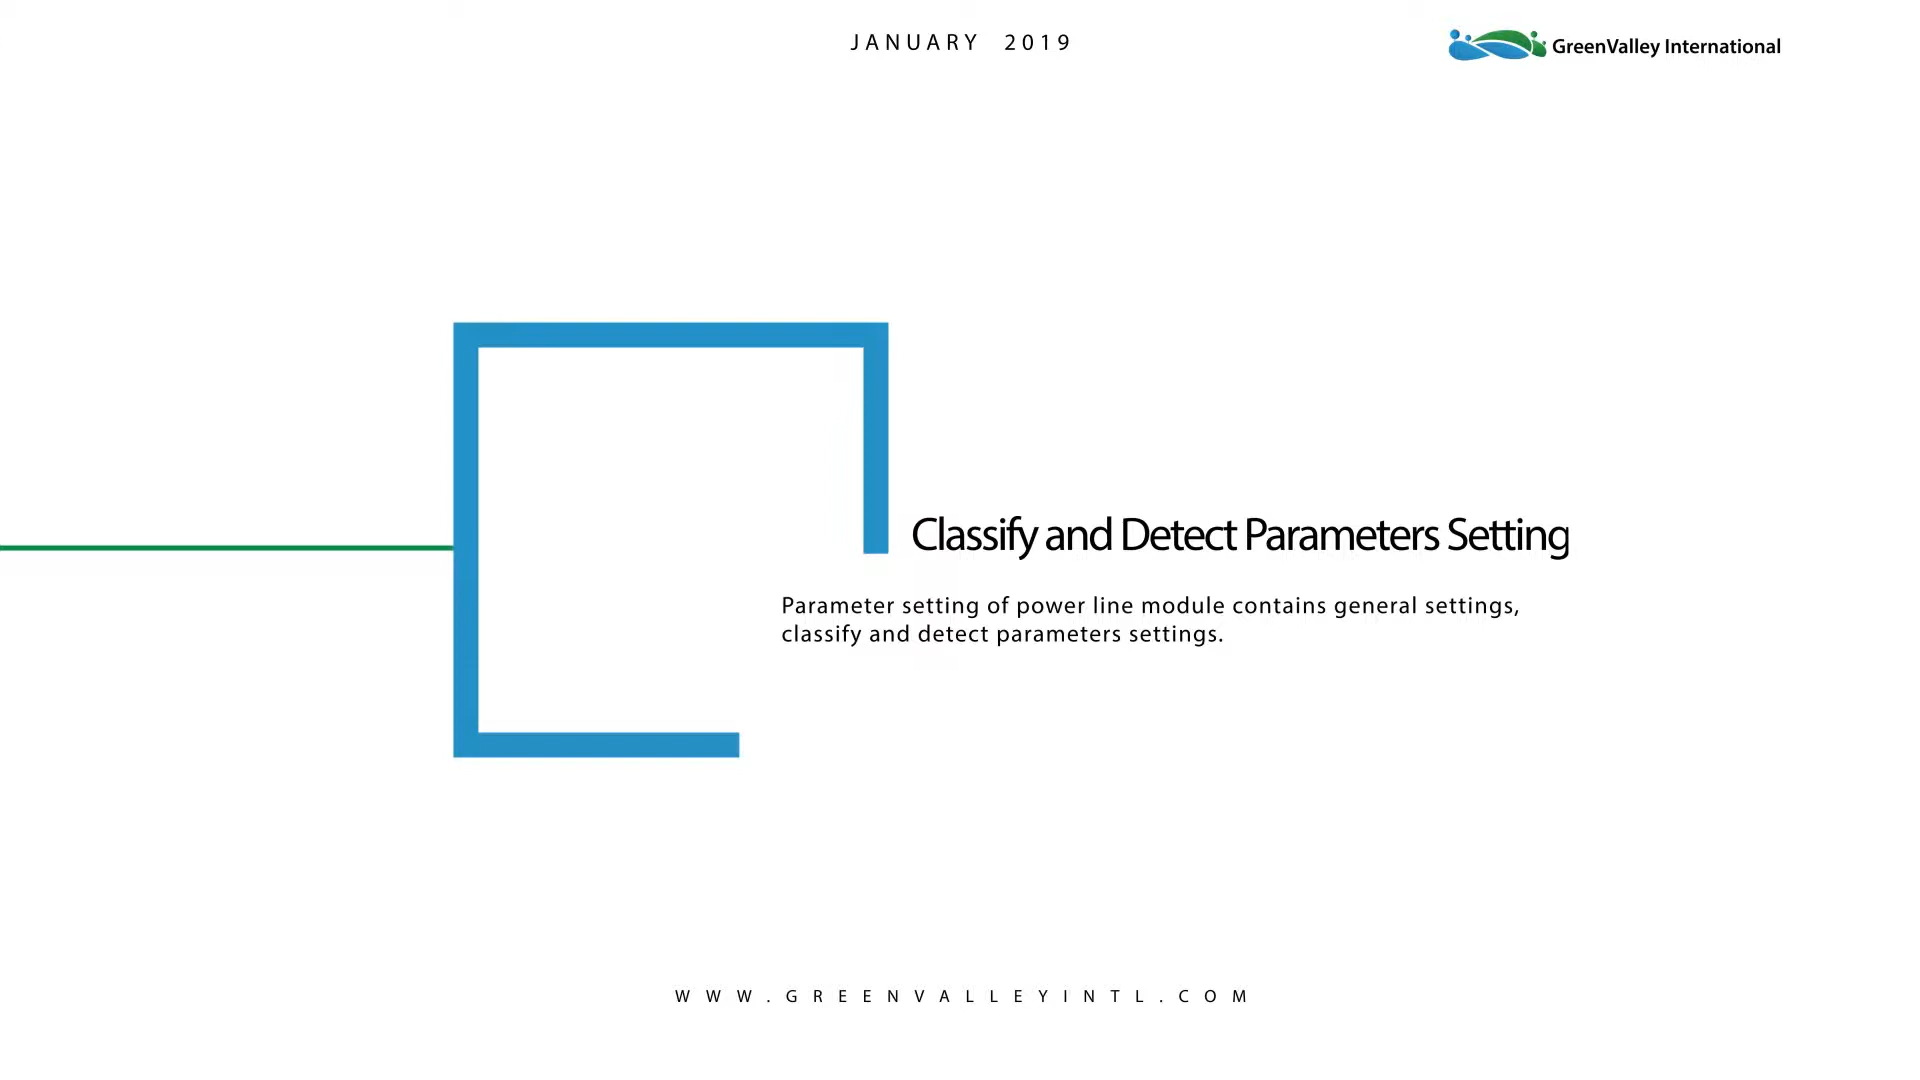 JANUARY 2019
GreenValley International
Classify and Detect Parameters Setting
Parameter setting of power line module contains general settings,
classify and detect parameters settings.
WWW.GREENVALLEYINTL.COM